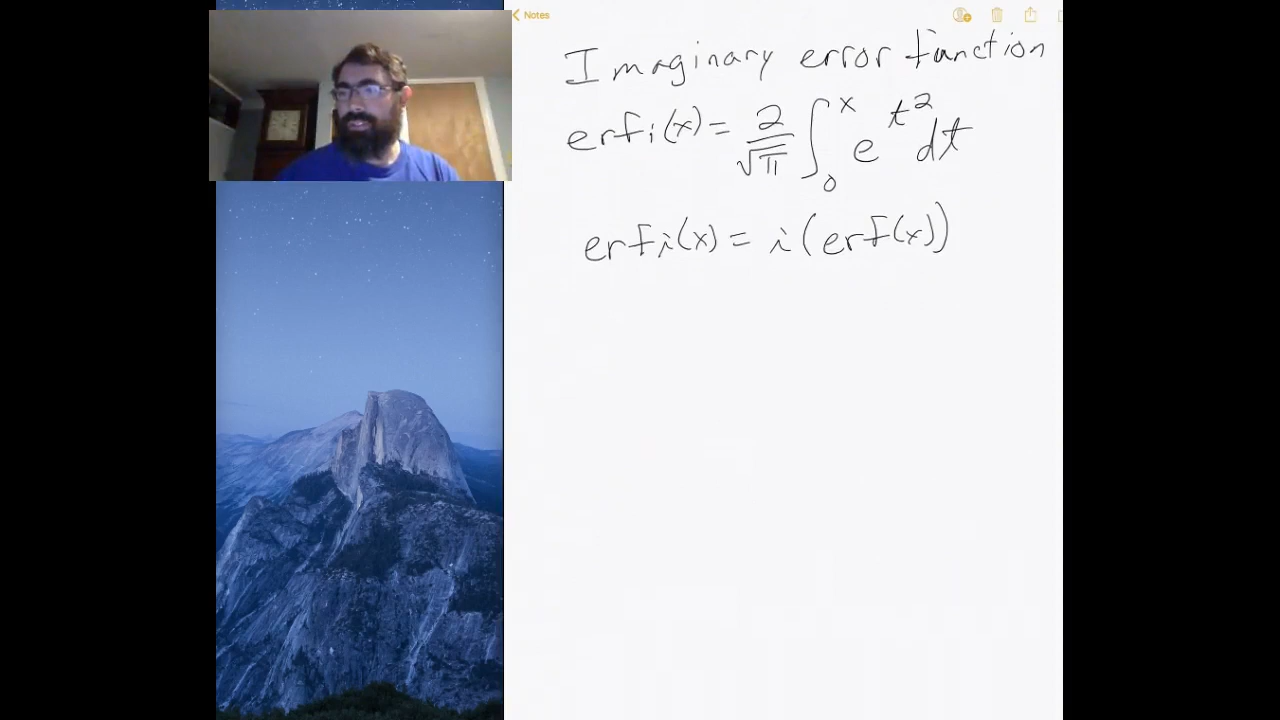 Notes
Imaginary error function
erfi(x) = 2/√π ∫₀ˣ e^t² dt
erfi(x) = i(erf(x))